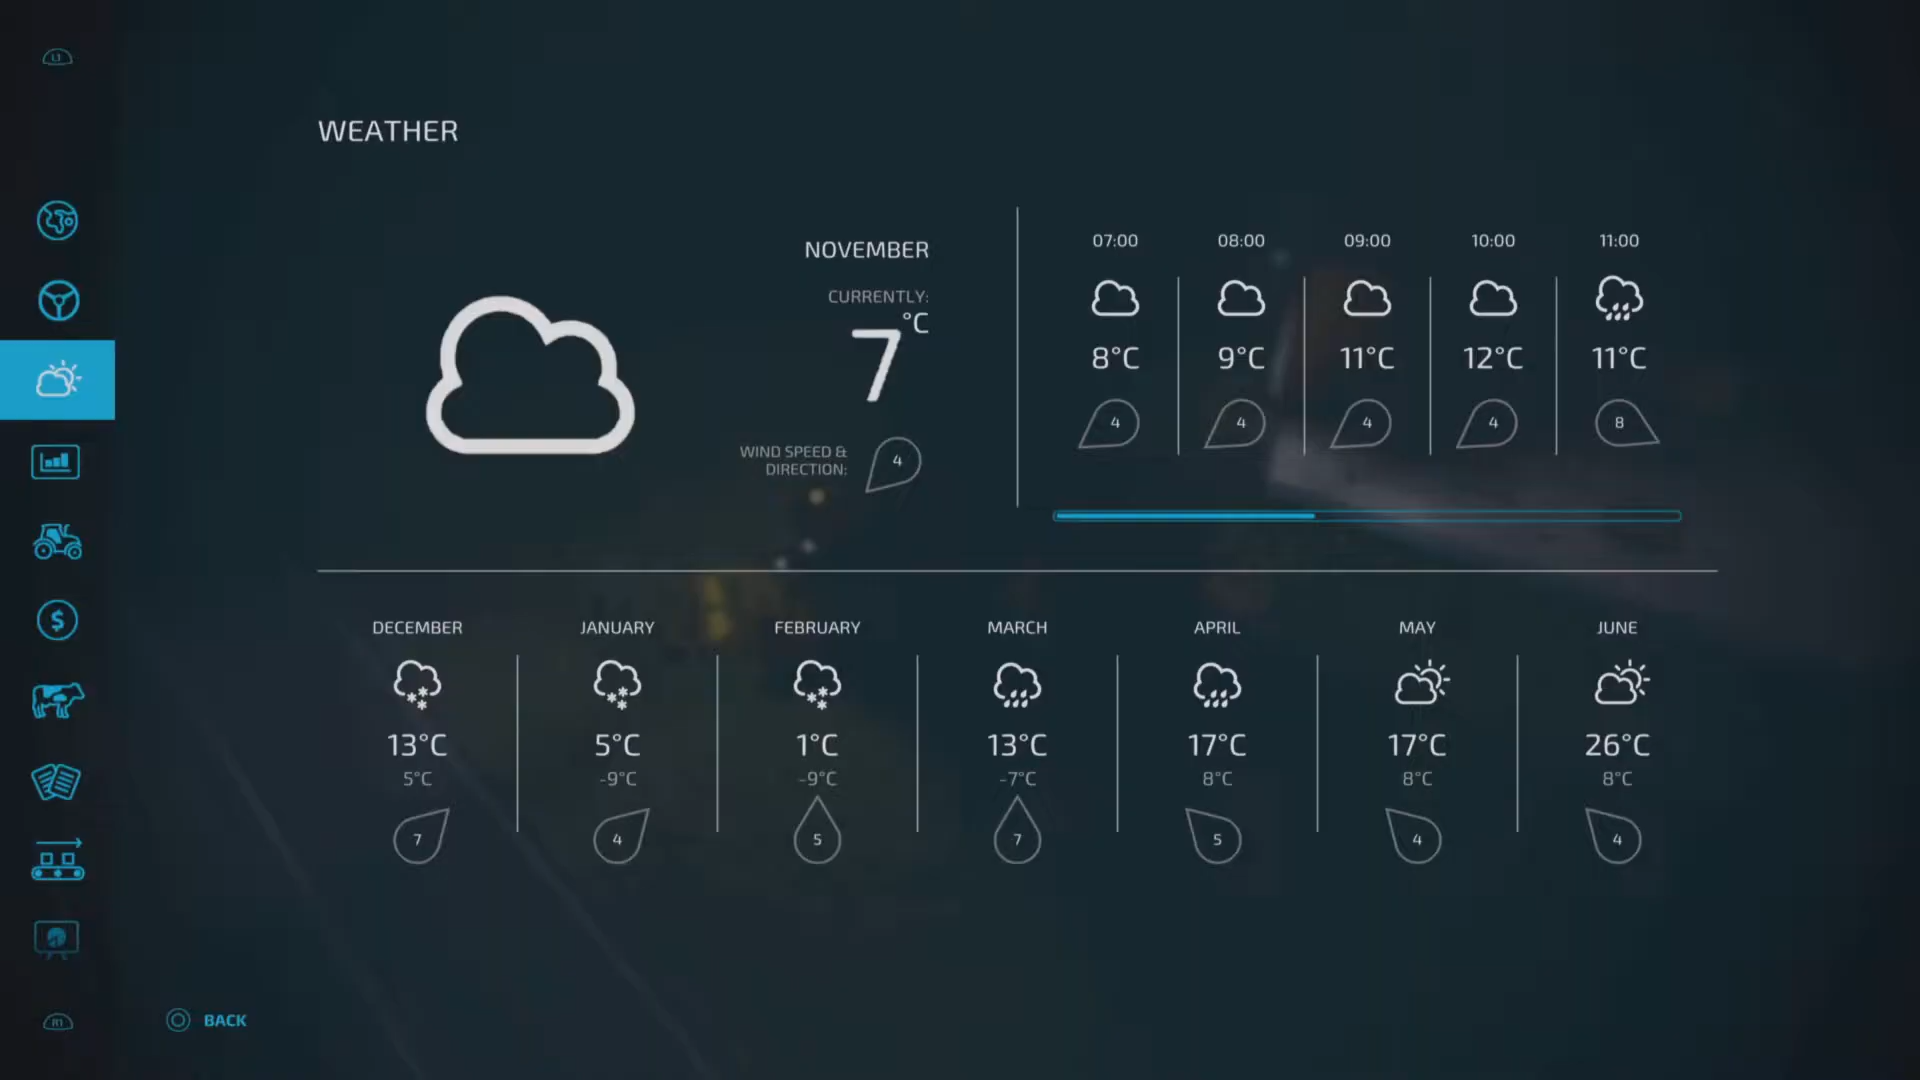 L1
WEATHER
NOVEMBER
CURRENTLY:
7°C
WIND SPEED &
DIRECTION:
4
07:00 08:00 09:00 10:00 11:00
8°C 9°C 11°C 12°C 11°C
4 4 4 4 8
DECEMBER JANUARY FEBRUARY MARCH APRIL MAY JUNE
13°C 5°C 1°C 13°C 17°C 17°C 26°C
5°C -9°C -9°C -7°C 8°C 8°C 8°C
7 4 5 7 5 4 4
$
R1
BACK